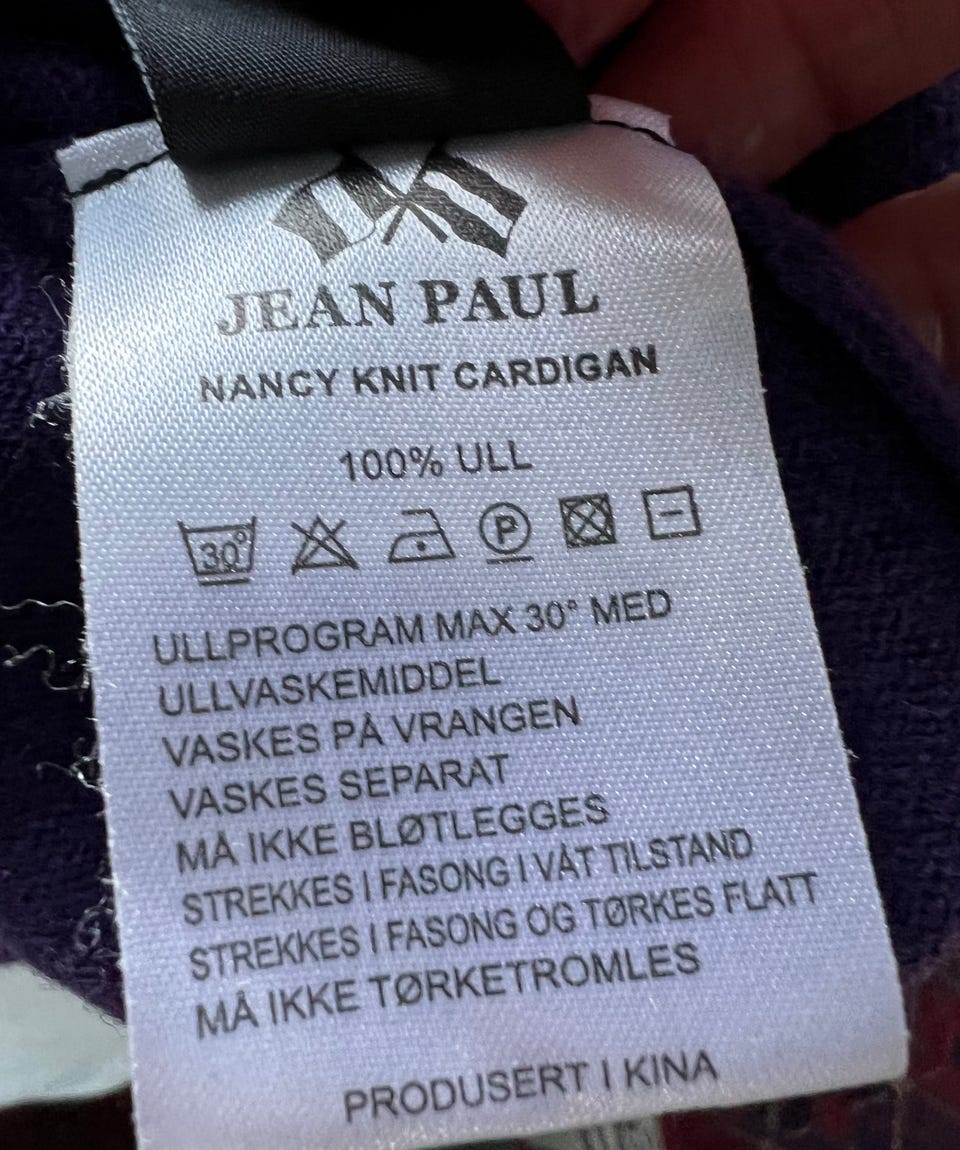 JEAN PAUL
NANCY KNIT CARDIGAN
100% ULL
30° P
ULLPROGRAM MAX 30° MED
ULLVASKEMIDDEL
VASKES PÅ VRANGEN
VASKES SEPARAT
MÅ IKKE BLØTLEGGES
STREKKES I FASONG I VÅT TILSTAND
STREKKES I FASONG OG TØRKES FLATT
MÅ IKKE TØRKETROMLES
PRODUSERT I KINA